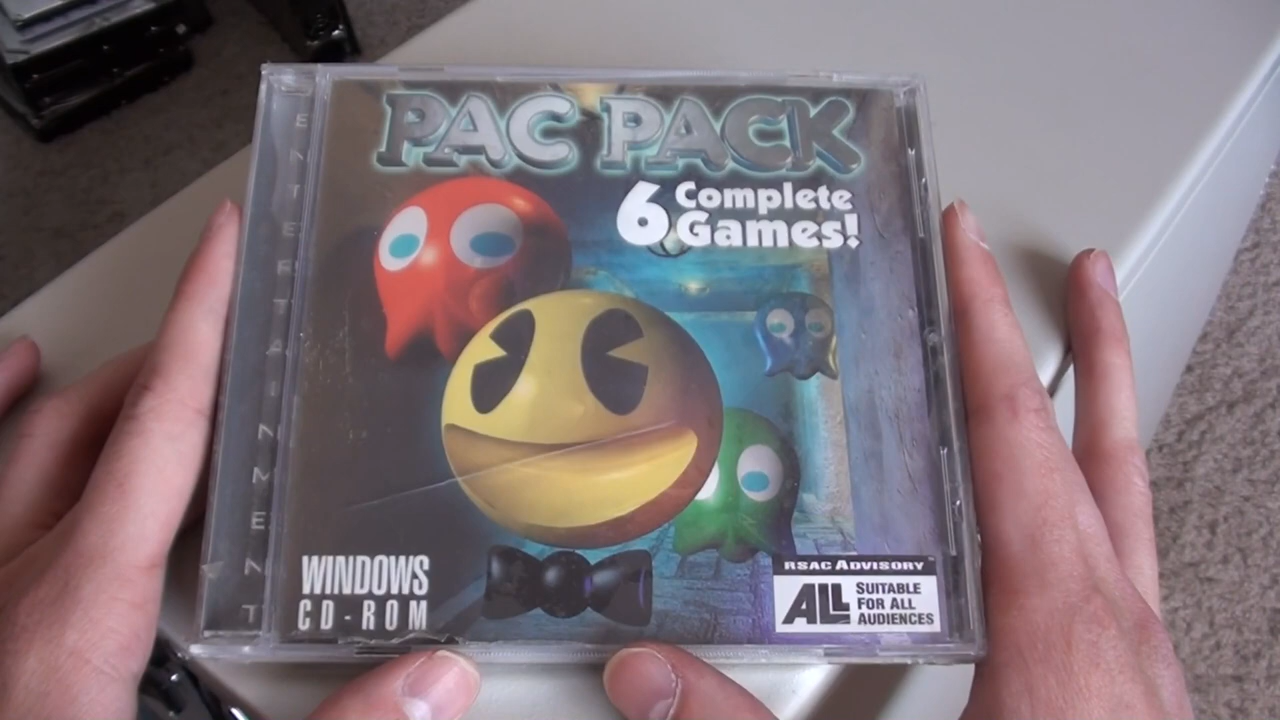 PAC PACK
6 Complete
Games!
ENTERTAINMENT
WINDOWS
CD-ROM
RSAC ADVISORY
ALL SUITABLE
FOR ALL
AUDIENCES